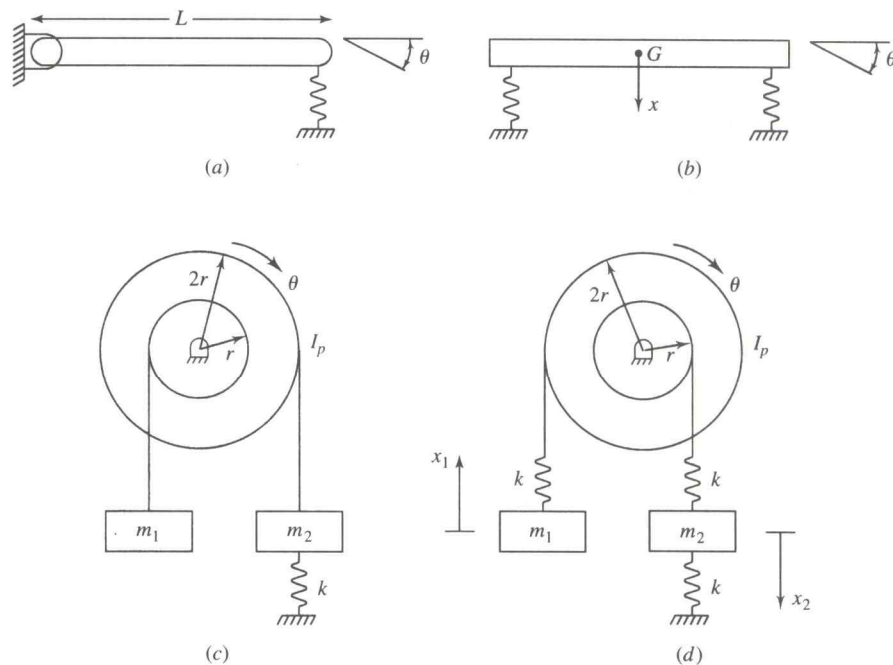 L
θ
(a)
G
x
θ
(b)
2r
θ
r
I_p
m_1
m_2
k
(c)
2r
θ
r
I_p
x_1
k
k
m_1
m_2
k
x_2
(d)